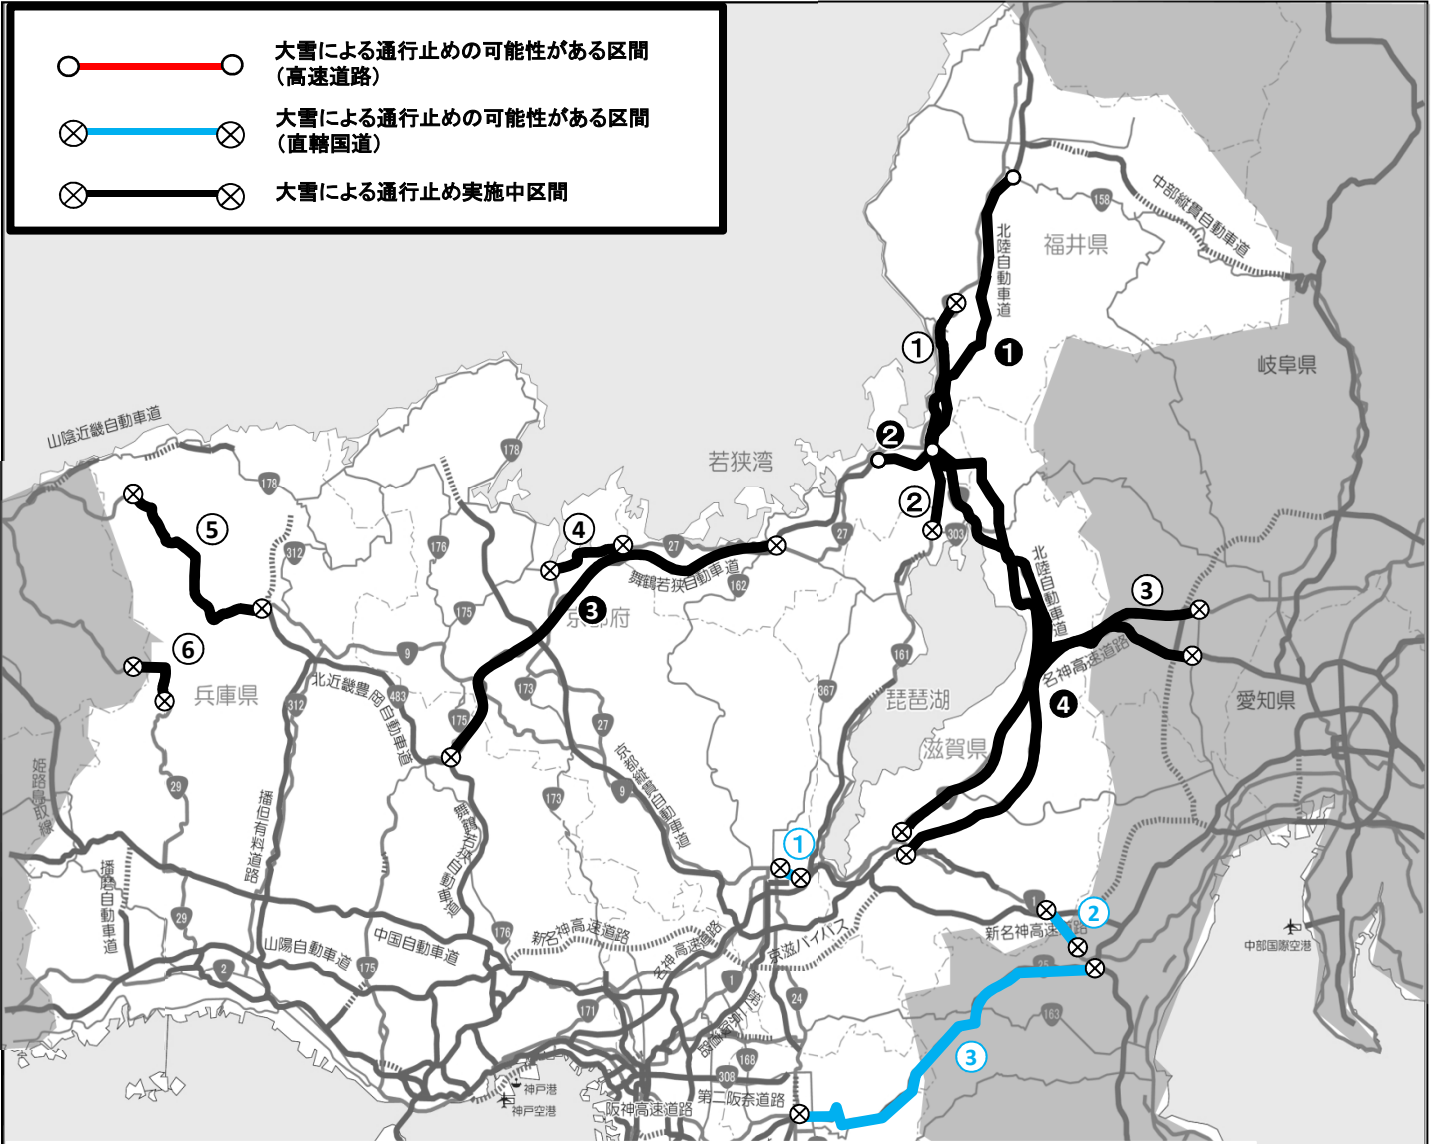 大雪による通行止めの可能性がある区間
（高速道路）
大雪による通行止めの可能性がある区間
（直轄国道）
大雪による通行止め実施中区間
158
中部縦貫自動車道
福井県
北陸自動車道
①
❶
岐阜県
山陰近畿自動車道
178
❷
若狭湾
178
②
⑤
④
27
27
303
312
176
舞鶴若狭自動車道
162
北陸自動車道
③
175
❸
京都府
⑥
9
161
名神高速道路
兵庫県
北近畿豊岡自動車道
483
312
175
173
27
367
琵琶湖
❹
愛知県
滋賀県
姫路鳥取線
29
播但有料道路
舞鶴若狭自動車道
173
9
京都縦貫自動車道
①
播磨自動車道
29
1
②
新名神高速道路
山陽自動車道
中国自動車道
176
新名神高速道路
名神高速道路
京滋バイパス
中部国際空港
2
175
25
1
24
171
163
③
168
308
神戸港
神戸空港
阪神高速道路
第二阪奈道路